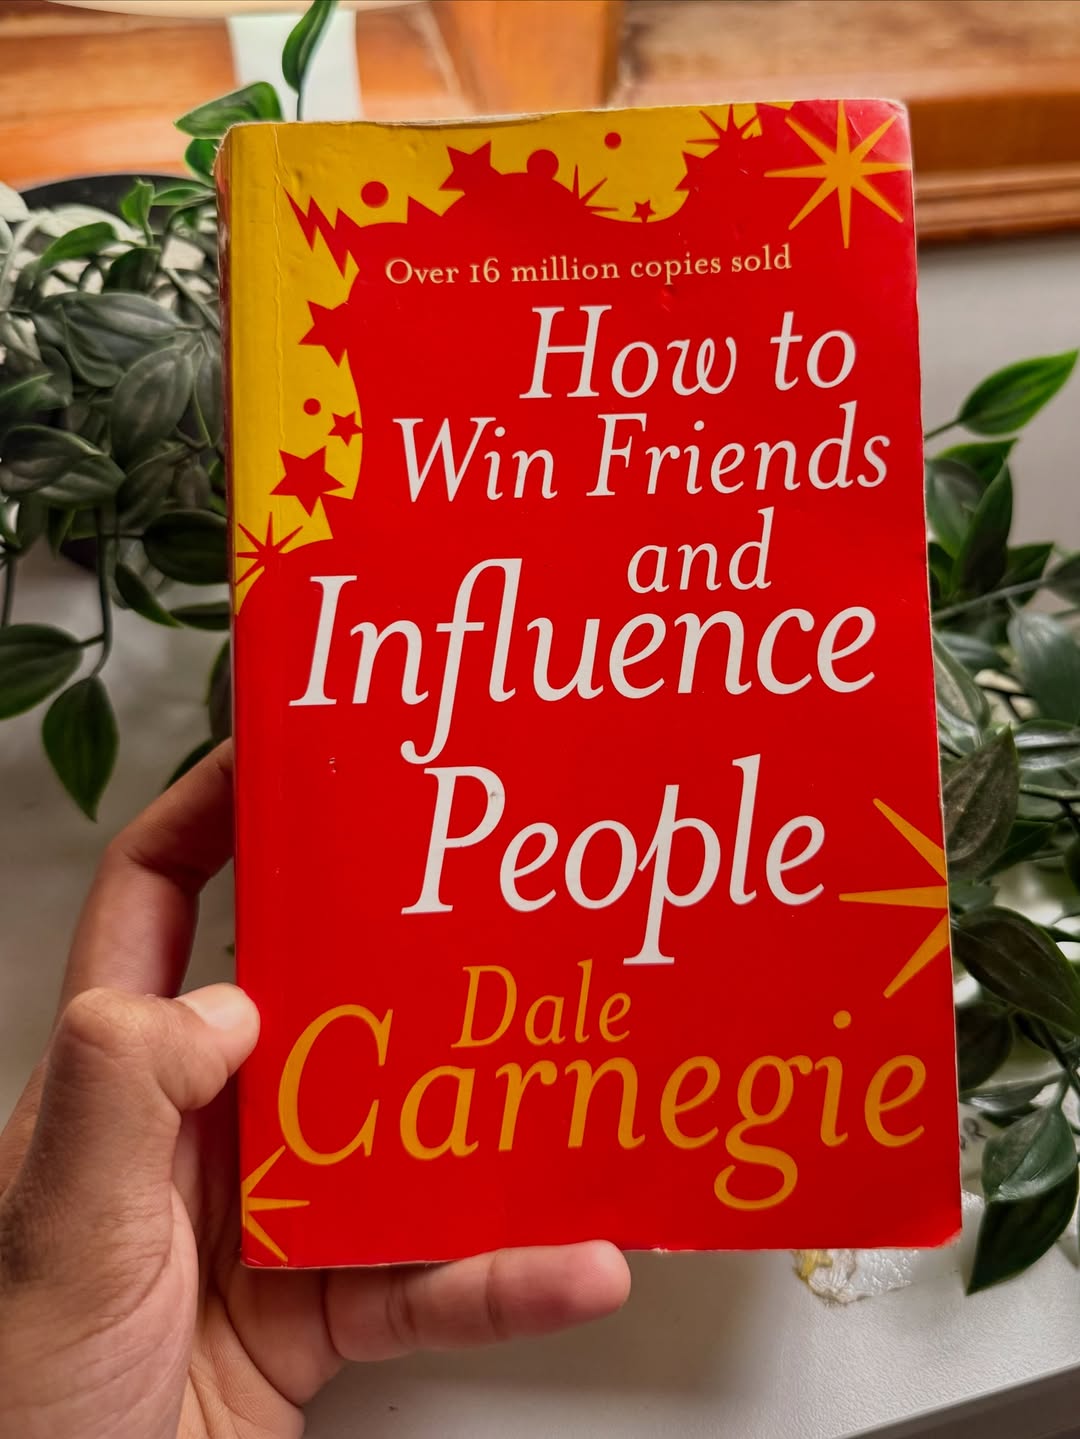 Over 16 million copies sold
How to
Win Friends
and
Influence
People
Dale
Carnegie